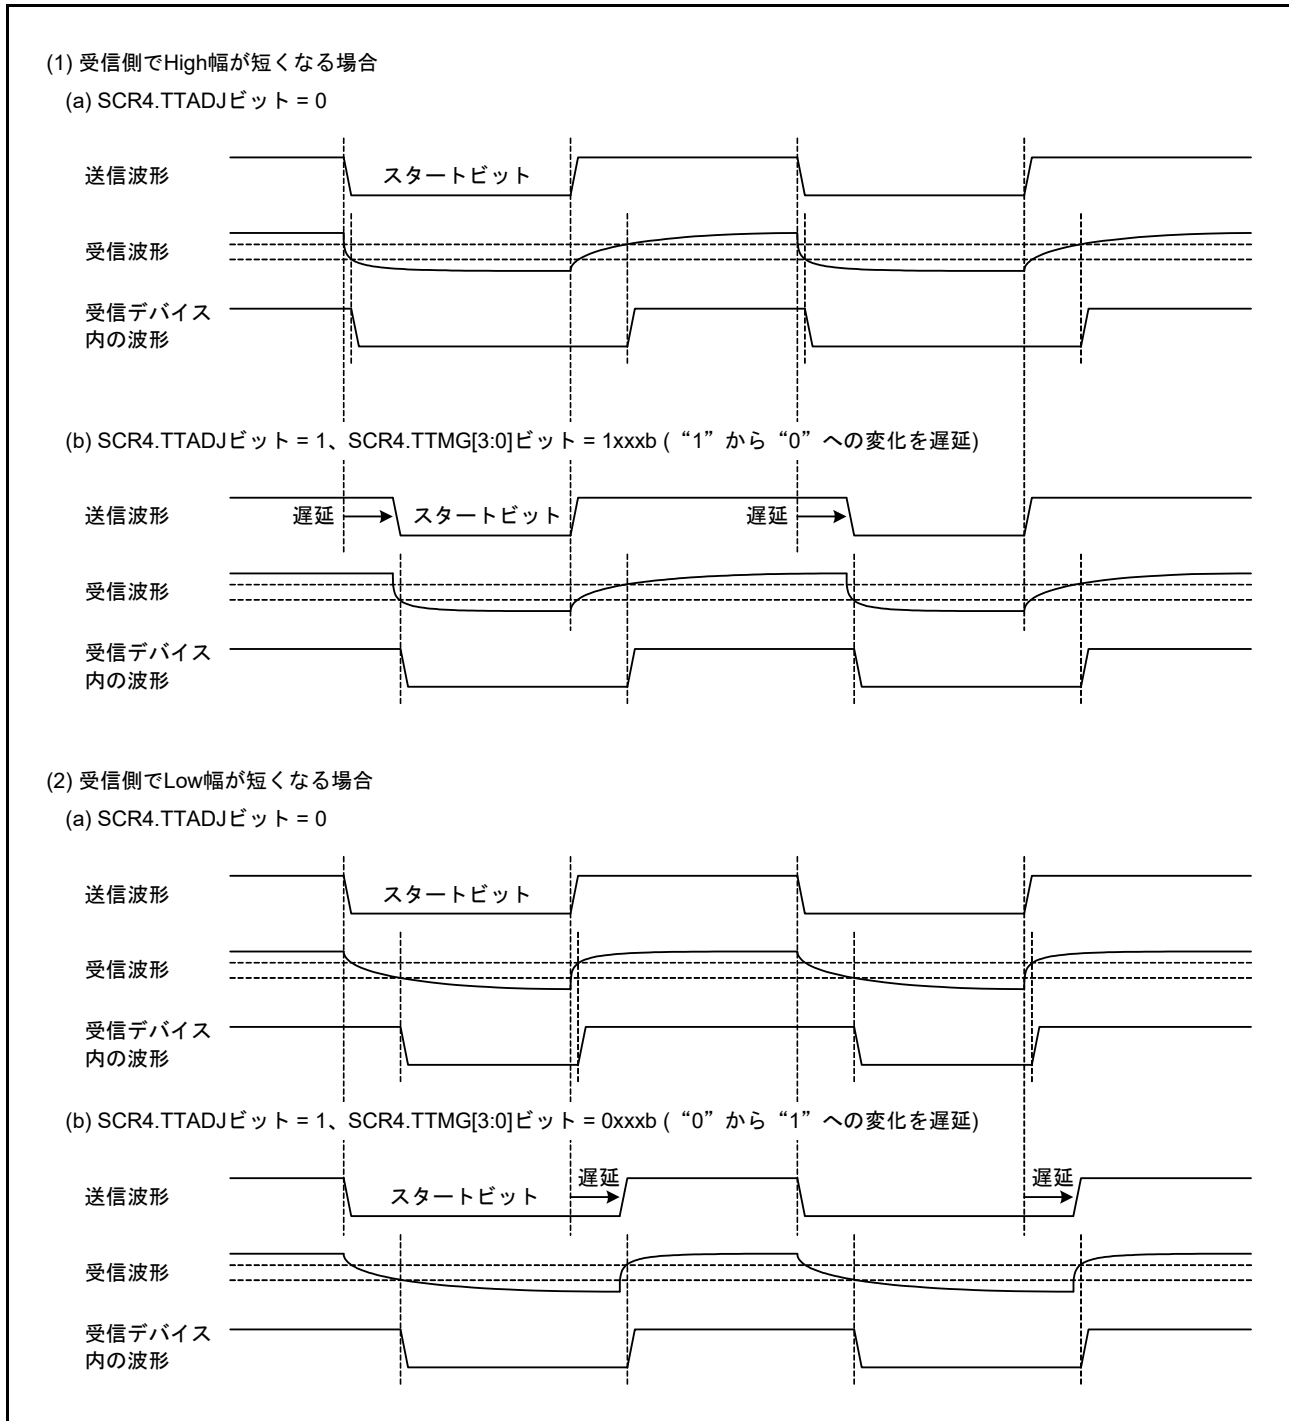 (1) 受信側でHigh幅が短くなる場合
(a) SCR4.TTADJビット = 0
送信波形
スタートビット
受信波形
受信デバイス
内の波形
(b) SCR4.TTADJビット = 1、SCR4.TTMG[3:0]ビット = 1xxxb (“1”から“0”への変化を遅延)
送信波形
遅延
スタートビット
遅延
受信波形
受信デバイス
内の波形
(2) 受信側でLow幅が短くなる場合
(a) SCR4.TTADJビット = 0
送信波形
スタートビット
受信波形
受信デバイス
内の波形
(b) SCR4.TTADJビット = 1、SCR4.TTMG[3:0]ビット = 0xxxb (“0”から“1”への変化を遅延)
送信波形
スタートビット
遅延
遅延
受信波形
受信デバイス
内の波形